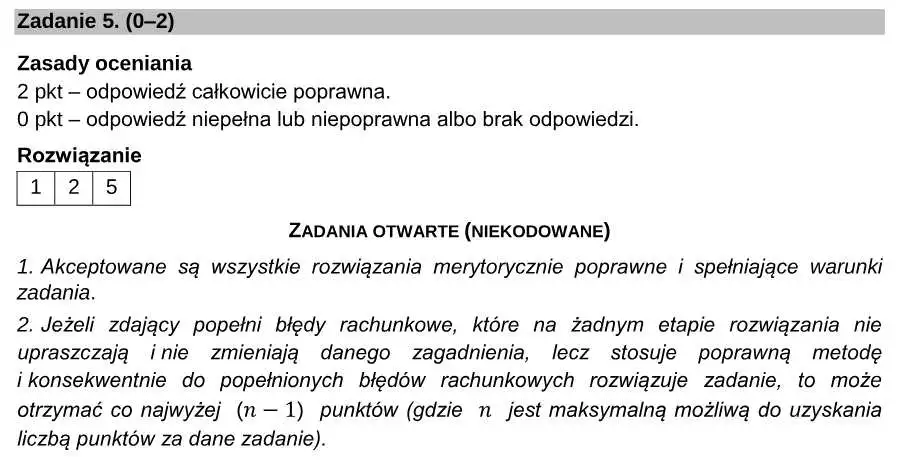 Zadanie 5. (0–2)
Zasady oceniania
2 pkt – odpowiedź całkowicie poprawna.
0 pkt – odpowiedź niepełna lub niepoprawna albo brak odpowiedzi.
Rozwiązanie
1 2 5
ZADANIA OTWARTE (NIEKODOWANE)
1. Akceptowane są wszystkie rozwiązania merytorycznie poprawne i spełniające warunki
zadania.
2. Jeżeli zdający popełni błędy rachunkowe, które na żadnym etapie rozwiązania nie
upraszczają i nie zmieniają danego zagadnienia, lecz stosuje poprawną metodę
i konsekwentnie do popełnionych błędów rachunkowych rozwiązuje zadanie, to może
otrzymać co najwyżej (n − 1) punktów (gdzie n jest maksymalną możliwą do uzyskania
liczbą punktów za dane zadanie).